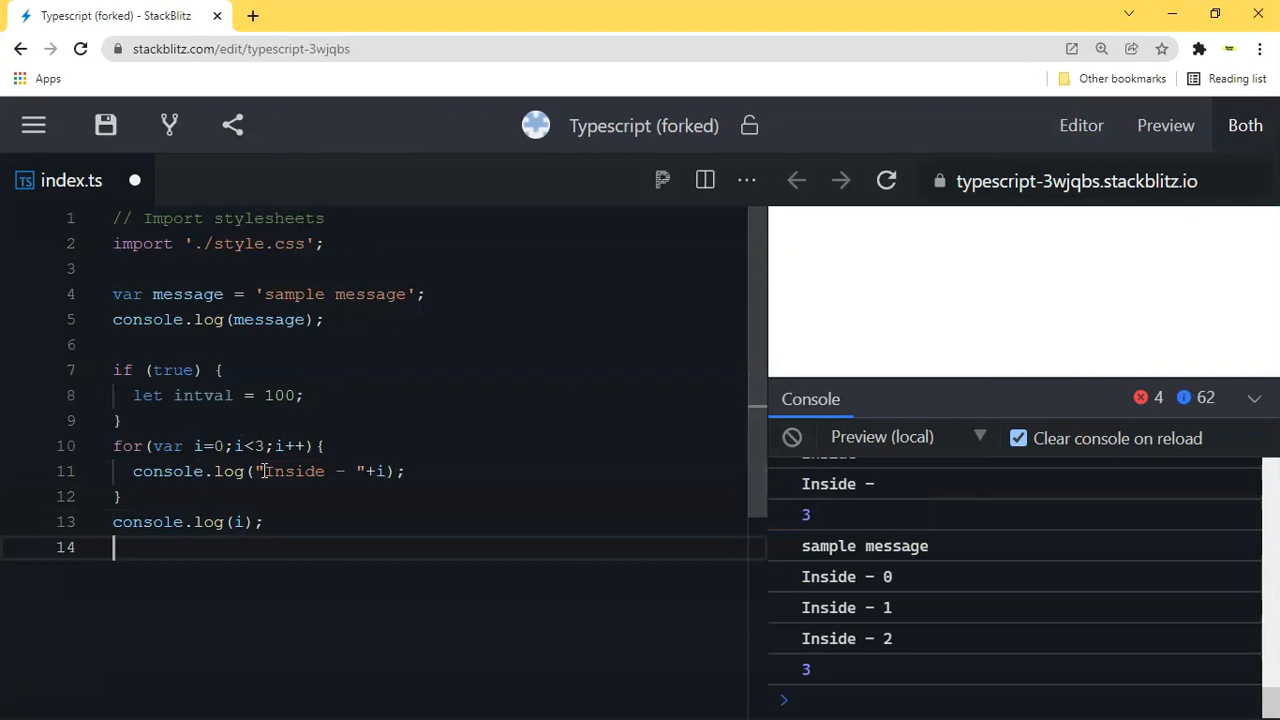 Typescript (forked) - StackBlitz
stackblitz.com/edit/typescript-3wjqbs
Apps
Other bookmarks
Reading list
Typescript (forked)
Editor
Preview
Both
TS index.ts
typescript-3wjqbs.stackblitz.io
1 // Import stylesheets
2 import './style.css';
3
4 var message = 'sample message';
5 console.log(message);
6
7 if (true) {
8 let intval = 100;
9 }
10 for(var i=0;i<3;i++){
11 console.log("Inside - "+i);
12 }
13 console.log(i);
14
Console
4
62
Preview (local)
Clear console on reload
Inside -
3
sample message
Inside - 0
Inside - 1
Inside - 2
3
>